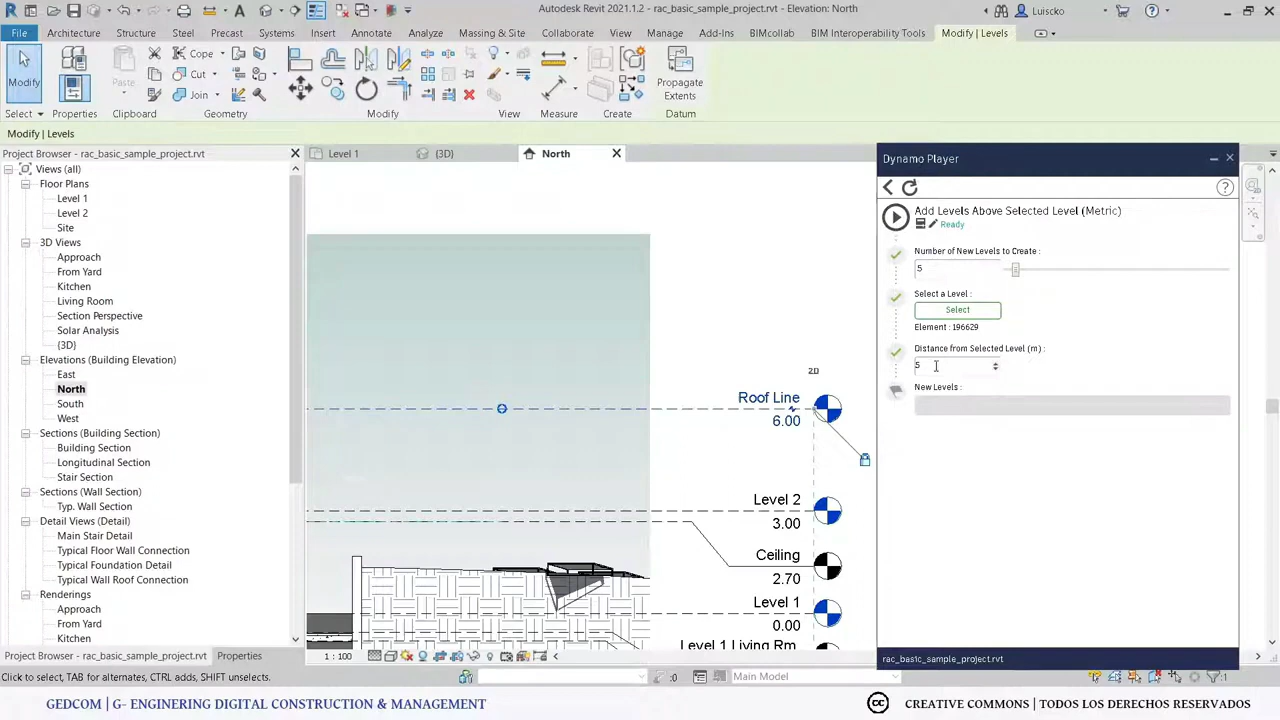 Autodesk Revit 2021.1.2 - rac_basic_sample_project.rvt - Elevation: North
Luiscko
File
Architecture
Structure
Steel
Precast
Systems
Insert
Annotate
Analyze
Massing & Site
Collaborate
View
Manage
Add-Ins
BIMcollab
BIM Interoperability Tools
Modify | Levels
Modify
Paste
Cope
Cut
Join
Propagate
Extents
Select
Properties
Clipboard
Geometry
Modify
View
Measure
Create
Datum
Modify | Levels
Project Browser - rac_basic_sample_project.rvt
Level 1
(3D)
North
Views (all)
Floor Plans
Level 1
Level 2
Site
3D Views
Approach
From Yard
Kitchen
Living Room
Section Perspective
Solar Analysis
{3D}
Elevations (Building Elevation)
East
North
South
West
Sections (Building Section)
Building Section
Longitudinal Section
Stair Section
Sections (Wall Section)
Typ. Wall Section
Detail Views (Detail)
Main Stair Detail
Typical Floor Wall Connection
Typical Foundation Detail
Typical Wall Roof Connection
Renderings
Approach
From Yard
Kitchen
Project Browser - rac_basic_sample_project.rvt
Properties
Roof Line
6.00
Level 2
3.00
Ceiling
2.70
Level 1
0.00
Level 1 Living Rm.
1 : 100
Dynamo Player
Add Levels Above Selected Level (Metric)
Ready
Number of New Levels to Create :
5
Select a Level :
Select
Element : 196629
Distance from Selected Level (m) :
5
New Levels :
rac_basic_sample_project.rvt
Click to select, TAB for alternates, CTRL adds, SHIFT unselects.
:0
Main Model
:1
GEDCOM | G- ENGINERING DIGITAL CONSTRUCTION & MANAGEMENT
CREATIVE COMMONS | TODOS LOS DERECHOS RESERVADOS